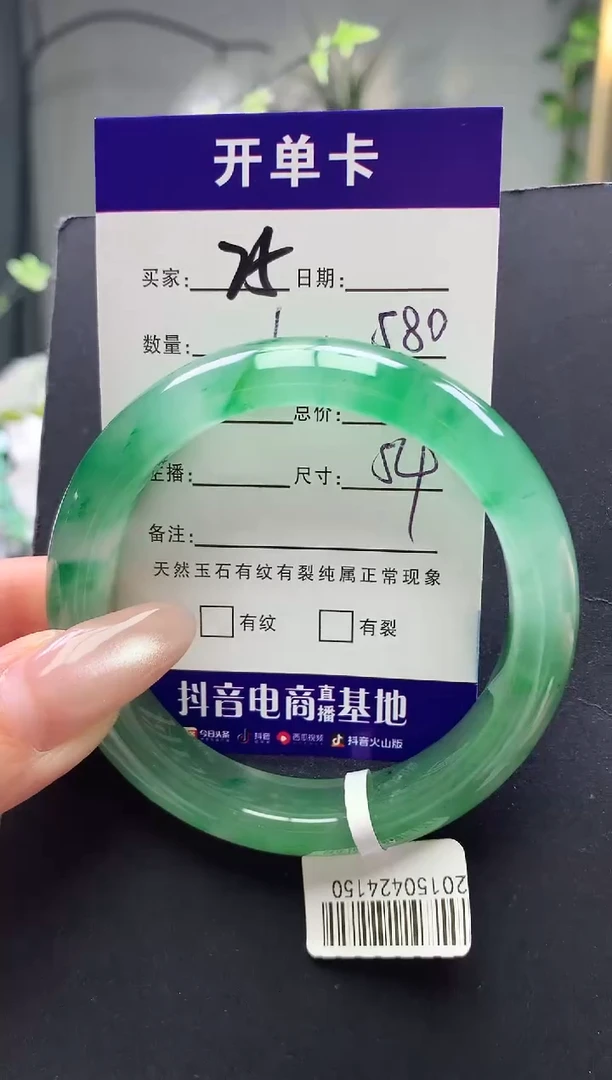 开单卡
买家: 日期:
数量: 1 580
总价:
播: 尺寸: 54
备注:
天然玉石有纹有裂纯属正常现象
有纹 有裂
抖音电商直播基地
今日头条 抖音 西瓜视频 抖音火山版
20150424150